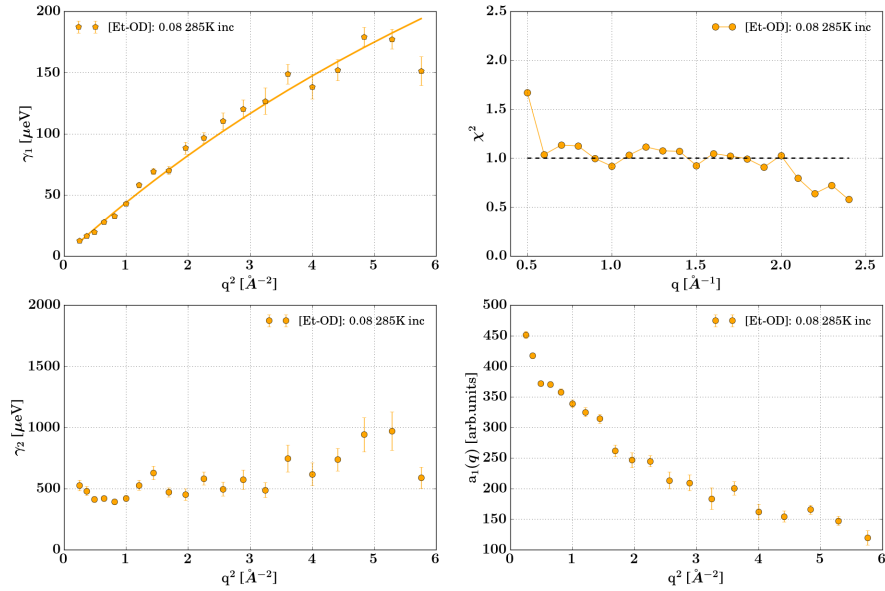 [Et-OD]: 0.08 285K inc
γ₁ [μeV]
200
150
100
50
0
0 1 2 3 4 5 6
q² [Å⁻²]
[Et-OD]: 0.08 285K inc
χ²
2.5
2.0
1.5
1.0
0.5
0.0
0.5 1.0 1.5 2.0 2.5
q [Å⁻¹]
[Et-OD]: 0.08 285K inc
γ₂ [μeV]
2000
1500
1000
500
0
0 1 2 3 4 5 6
q² [Å⁻²]
[Et-OD]: 0.08 285K inc
a₁(q) [arb.units]
500
450
400
350
300
250
200
150
100
0 1 2 3 4 5 6
q² [Å⁻²]